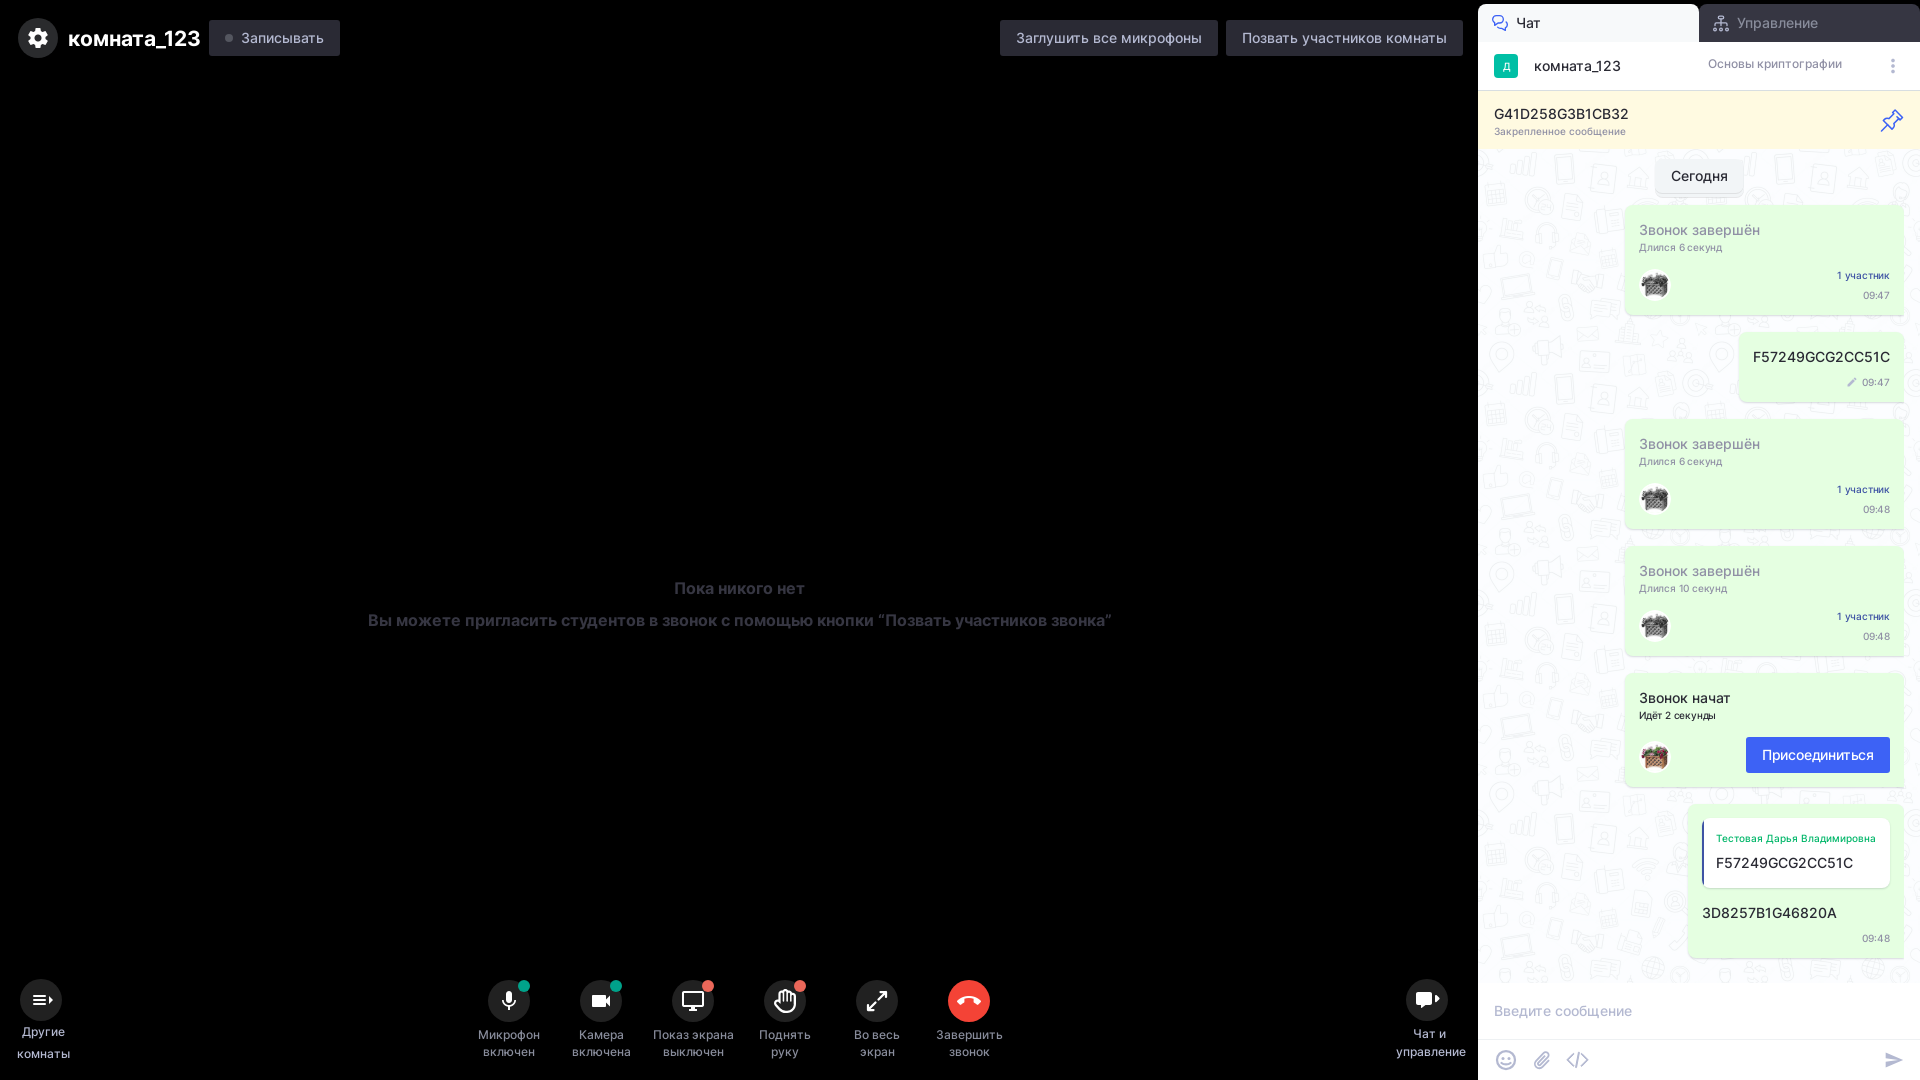 комната_123
Записывать
Заглушить все микрофоны
Позвать участников комнаты
Пока никого нет
Вы можете пригласить студентов в звонок с помощью кнопки “Позвать участников звонка”
Другие
комнаты
Микрофон
включен
Камера
включена
Показ экрана
выключен
Поднять
руку
Во весь
экран
Завершить
звонок
Чат и
управление
Чат
Управление
Д
комната_123
Основы криптографии
G41D258G3B1CB32
Закрепленное сообщение
Сегодня
Звонок завершён
Длился 6 секунд
1 участник
09:47
F57249GCG2CC51C
09:47
Звонок завершён
Длился 6 секунд
1 участник
09:48
Звонок завершён
Длился 10 секунд
1 участник
09:48
Звонок начат
Идёт 2 секунды
Присоединиться
Тестовая Дарья Владимировна
F57249GCG2CC51C
3D8257B1G46820A
09:48
Введите сообщение